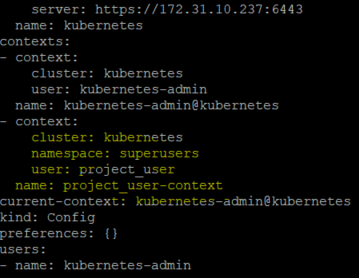 server: https://172.31.10.237:6443
name: kubernetes
contexts:
- context:
cluster: kubernetes
user: kubernetes-admin
name: kubernetes-admin@kubernetes
- context:
cluster: kubernetes
namespace: superusers
user: project_user
name: project_user-context
current-context: kubernetes-admin@kubernetes
kind: Config
preferences: {}
users:
- name: kubernetes-admin